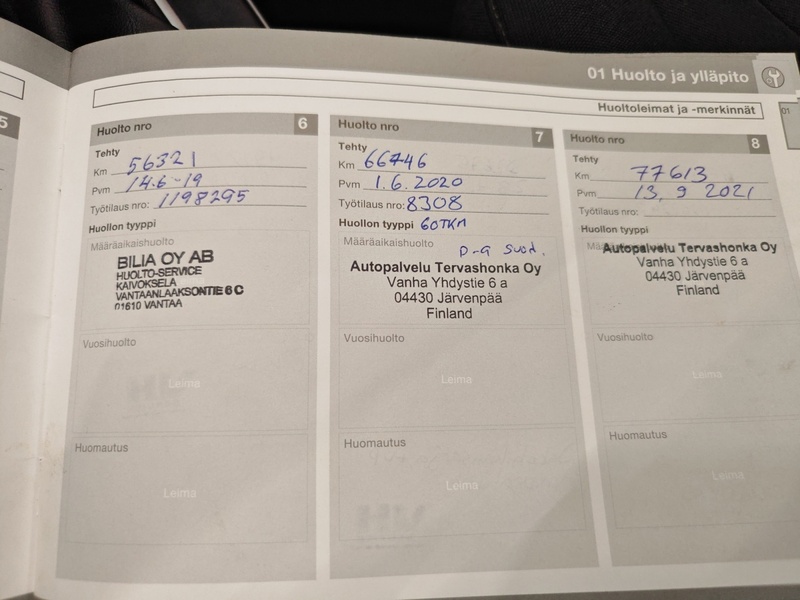 01 Huolto ja ylläpito
Huoltoleimat ja -merkinnät
01
5
Huolto nro 6
Tehty
Km 56321
Pvm 14.6-19
Työtilaus nro: 1198295
Huollon tyyppi
Määräaikaishuolto
BILIA OY AB
HUOLTO-SERVICE
KAIVOKSELA
VANTAANLAAKSONTIE 6 C
01610 VANTAA
Vuosihuolto
Leima
Huomautus
Leima
Huolto nro 7
Tehty
Km 66746
Pvm 1.6.2020
Työtilaus nro: 8308
Huollon tyyppi 60TKM
Määräaikaishuolto
Autopalvelu Tervashonka Oy
Vanha Yhdystie 6 a
04430 Järvenpää
Finland
Vuosihuolto
Leima
Huomautus
Leima
Huolto nro 8
Tehty
Km 77613
Pvm 13.9 2021
Työtilaus nro:
Huollon tyyppi
Autopalvelu Tervashonka Oy
Vanha Yhdystie 6 a
04430 Järvenpää
Finland
Vuosihuolto
Leima
Huomautus
Leima